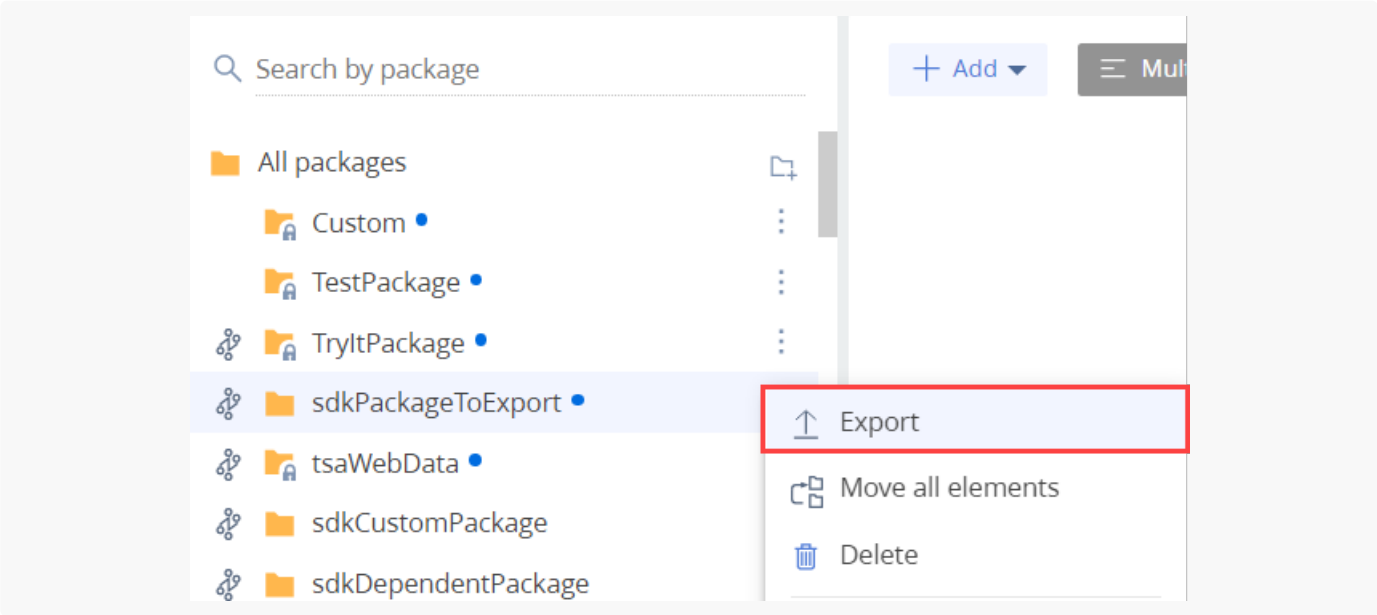 Search by package
Add
Mul
All packages
Custom
TestPackage
TryItPackage
sdkPackageToExport
Export
tsaWebData
Move all elements
sdkCustomPackage
Delete
sdkDependentPackage